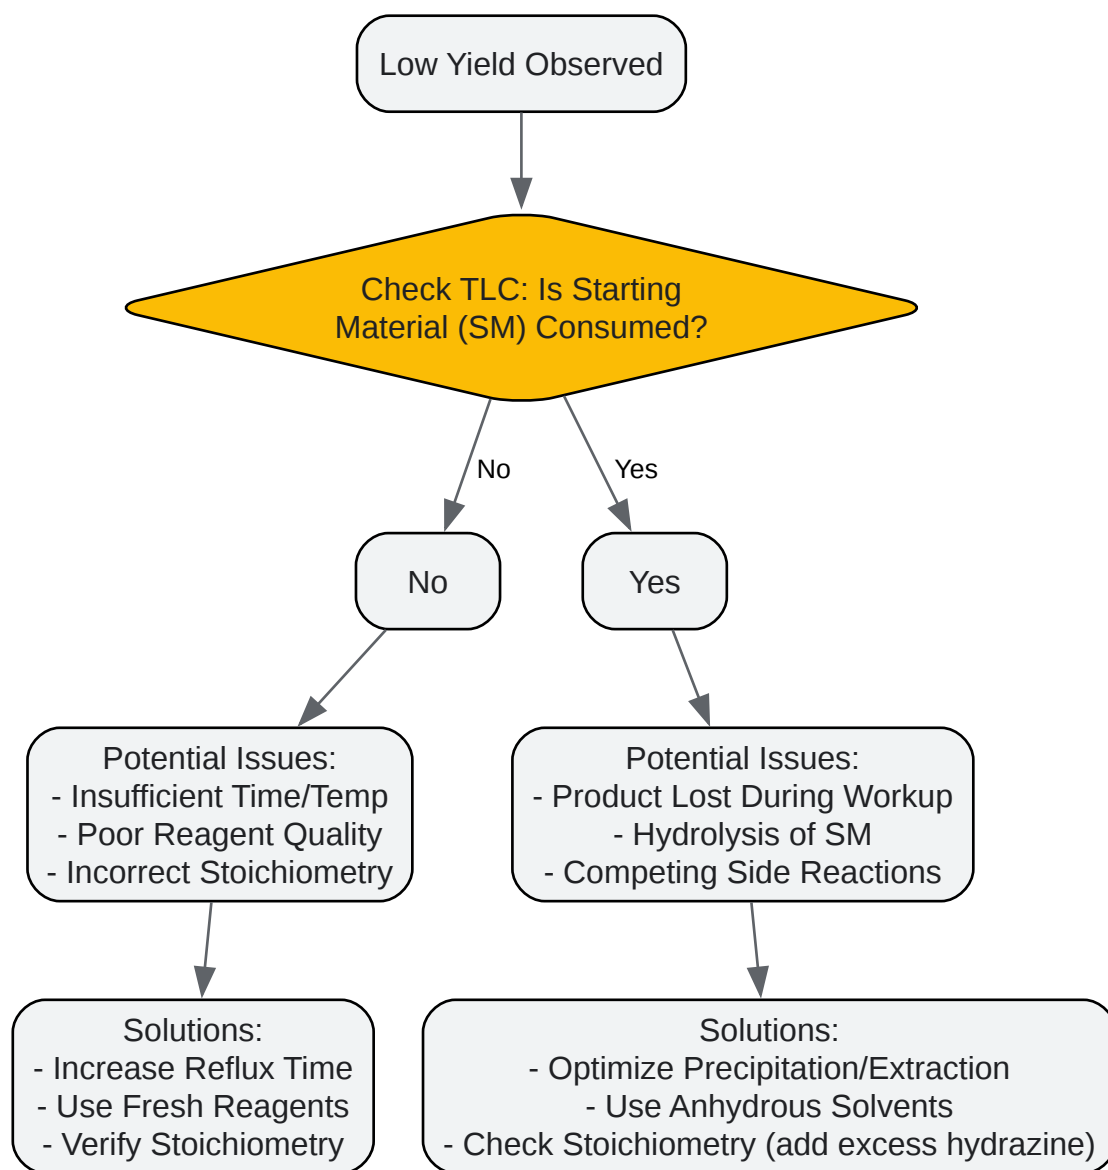 Low Yield Observed
Check TLC: Is Starting
Material (SM) Consumed?
No
Yes
No
Yes
Potential Issues:
- Insufficient Time/Temp
- Poor Reagent Quality
- Incorrect Stoichiometry
Potential Issues:
- Product Lost During Workup
- Hydrolysis of SM
- Competing Side Reactions
Solutions:
- Increase Reflux Time
- Use Fresh Reagents
- Verify Stoichiometry
Solutions:
- Optimize Precipitation/Extraction
- Use Anhydrous Solvents
- Check Stoichiometry (add excess hydrazine)